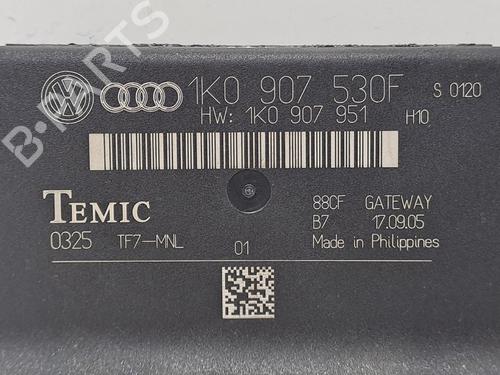 1K0 907 530F S 0120
HW: 1K0 907 951 H10
TEMIC
88CF GATEWAY
B7 17.09.05
0325 TF7-MNL 01 Made in Philippines
B-PARTS